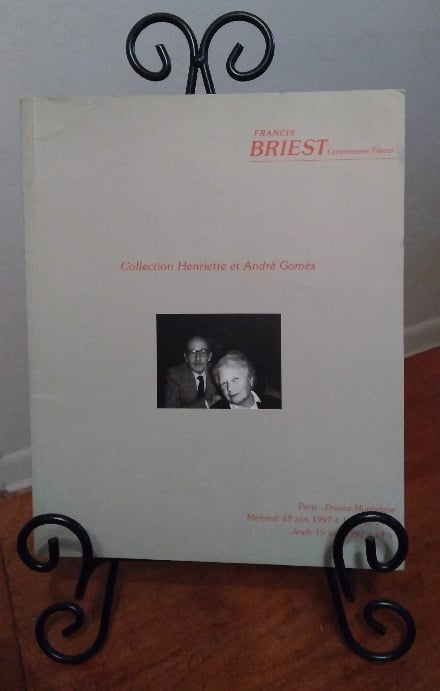 FRANCIS
BRIEST Commissaire-Priseur
Collection Henriette et André Gomès
Paris - Drouot Montaigne
Mercredi 18 juin 1997 à
Jeudi 19